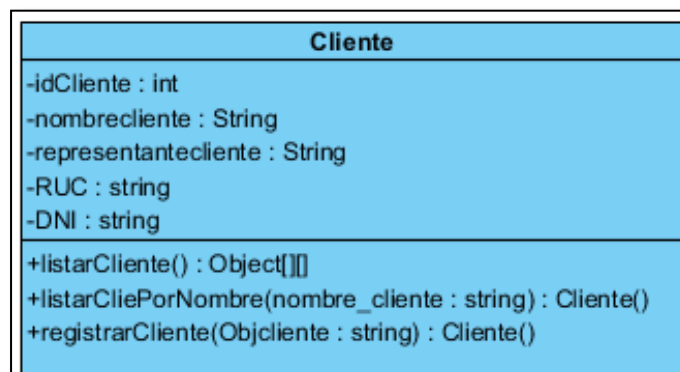 Cliente
-idCliente : int
-nombrecliente : String
-representantecliente : String
-RUC : string
-DNI : string
+listarCliente() : Object[][]
+listarCliePorNombre(nombre_cliente : string) : Cliente()
+registrarCliente(Objcliente : string) : Cliente()